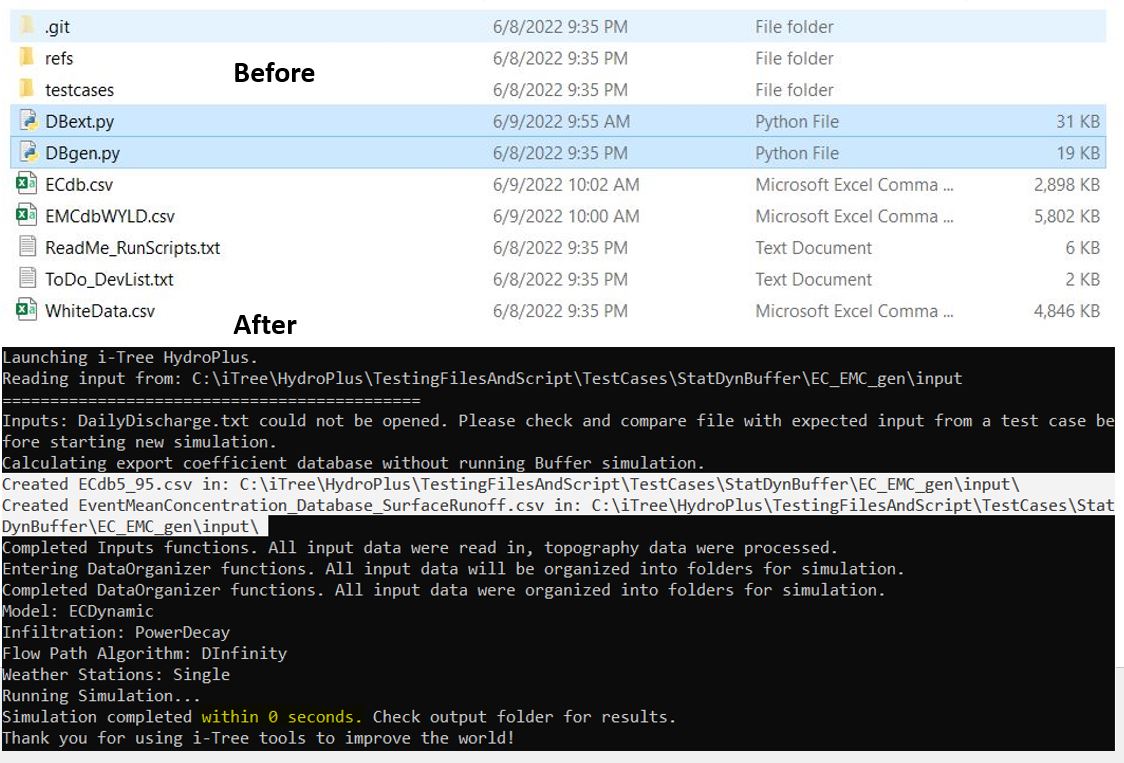 .git 6/8/2022 9:35 PM File folder
refs 6/8/2022 9:35 PM File folder
Before
testcases 6/8/2022 9:35 PM File folder
DBext.py 6/9/2022 9:55 AM Python File 31 KB
DBgen.py 6/8/2022 9:35 PM Python File 19 KB
ECdb.csv 6/9/2022 10:02 AM Microsoft Excel Comma ... 2,898 KB
EMCdbWYLD.csv 6/9/2022 10:00 AM Microsoft Excel Comma ... 5,802 KB
ReadMe_RunScripts.txt 6/8/2022 9:35 PM Text Document 6 KB
ToDo_DevList.txt 6/8/2022 9:35 PM Text Document 2 KB
WhiteData.csv 6/8/2022 9:35 PM Microsoft Excel Comma ... 4,846 KB
After
Launching i-Tree HydroPlus.
Reading input from: C:\iTree\HydroPlus\TestingFilesAndScript\TestCases\StatDynBuffer\EC_EMC_gen\input
============================================
Inputs: DailyDischarge.txt could not be opened. Please check and compare file with expected input from a test case be
fore starting new simulation.
Calculating export coefficient database without running Buffer simulation.
Created ECdb5_95.csv in: C:\iTree\HydroPlus\TestingFilesAndScript\TestCases\StatDynBuffer\EC_EMC_gen\input\
Created EventMeanConcentration_Database_SurfaceRunoff.csv in: C:\iTree\HydroPlus\TestingFilesAndScript\TestCases\Stat
DynBuffer\EC_EMC_gen\input\
Completed Inputs functions. All input data were read in, topography data were processed.
Entering DataOrganizer functions. All input data will be organized into folders for simulation.
Completed DataOrganizer functions. All input data were organized into folders for simulation.
Model: ECDynamic
Infiltration: PowerDecay
Flow Path Algorithm: DInfinity
Weather Stations: Single
Running Simulation...
Simulation completed within 0 seconds. Check output folder for results.
Thank you for using i-Tree tools to improve the world!